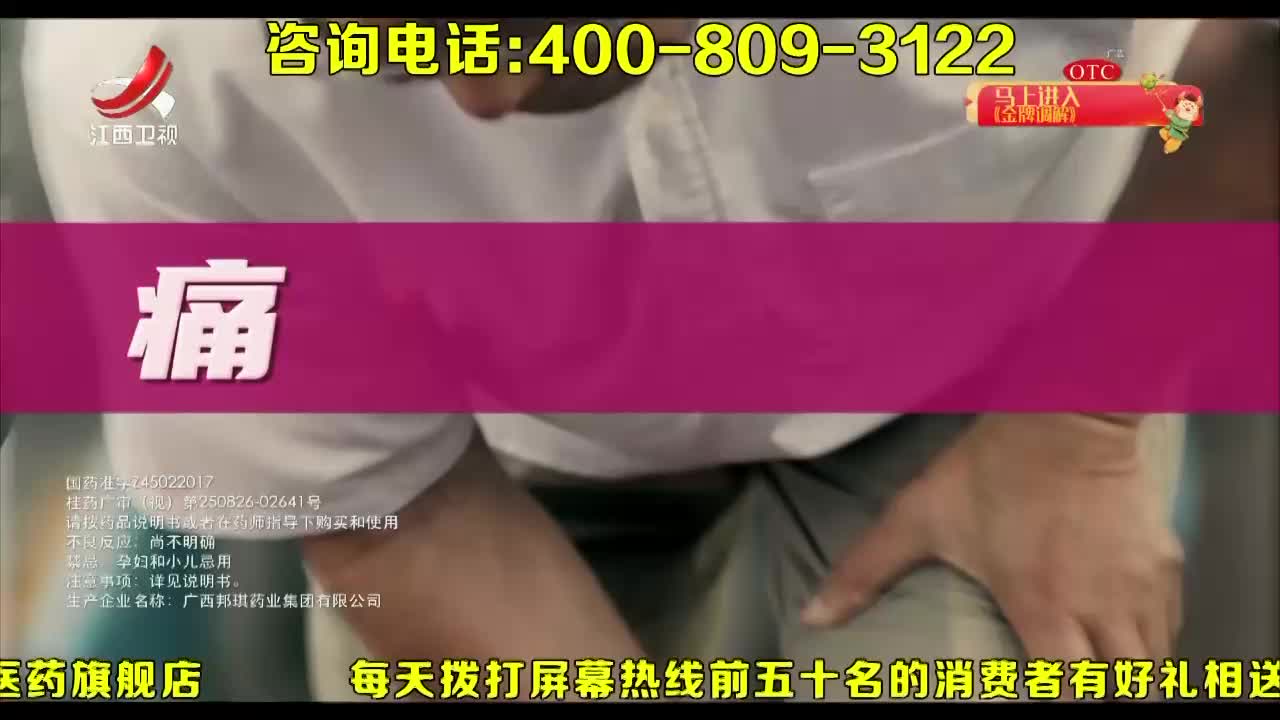 咨询电话:400-809-3122
广告
OTC
江西卫视
马上进入
《金牌调解》
痛
国药准字Z45022017
桂药广审（视）第250826-02641号
请按药品说明书或者在药师指导下购买和使用
不良反应：尚不明确
禁忌：孕妇和小儿忌用
注意事项：详见说明书。
生产企业名称：广西邦琪药业集团有限公司
医药旗舰店 每天拨打屏幕热线前五十名的消费者有好礼相送